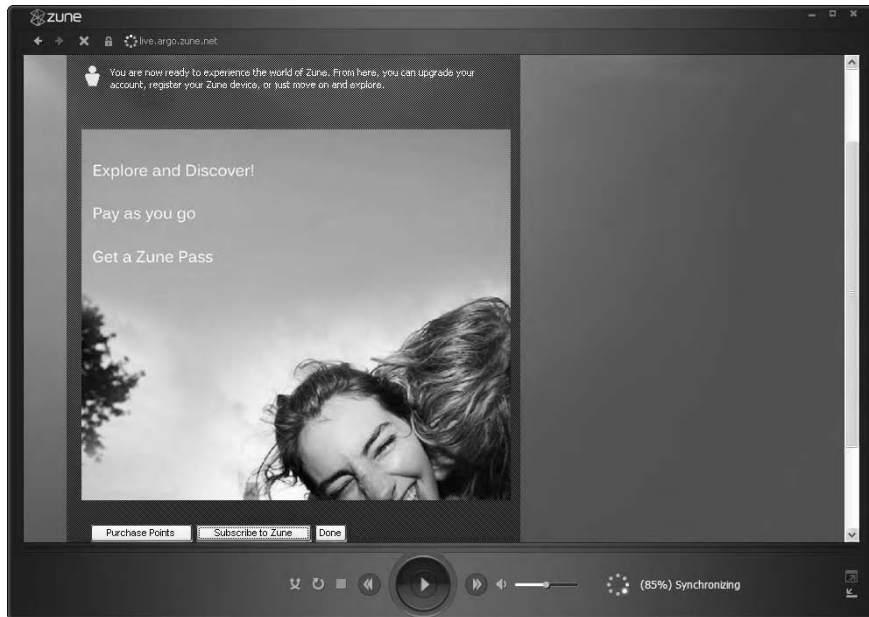 zune
live.argo.zune.net
You are now ready to experience the world of Zune. From here, you can upgrade your
account, register your Zune device, or just move on and explore.
Explore and Discover!
Pay as you go
Get a Zune Pass
Purchase Points Subscribe to Zune Done
(85%) Synchronizing